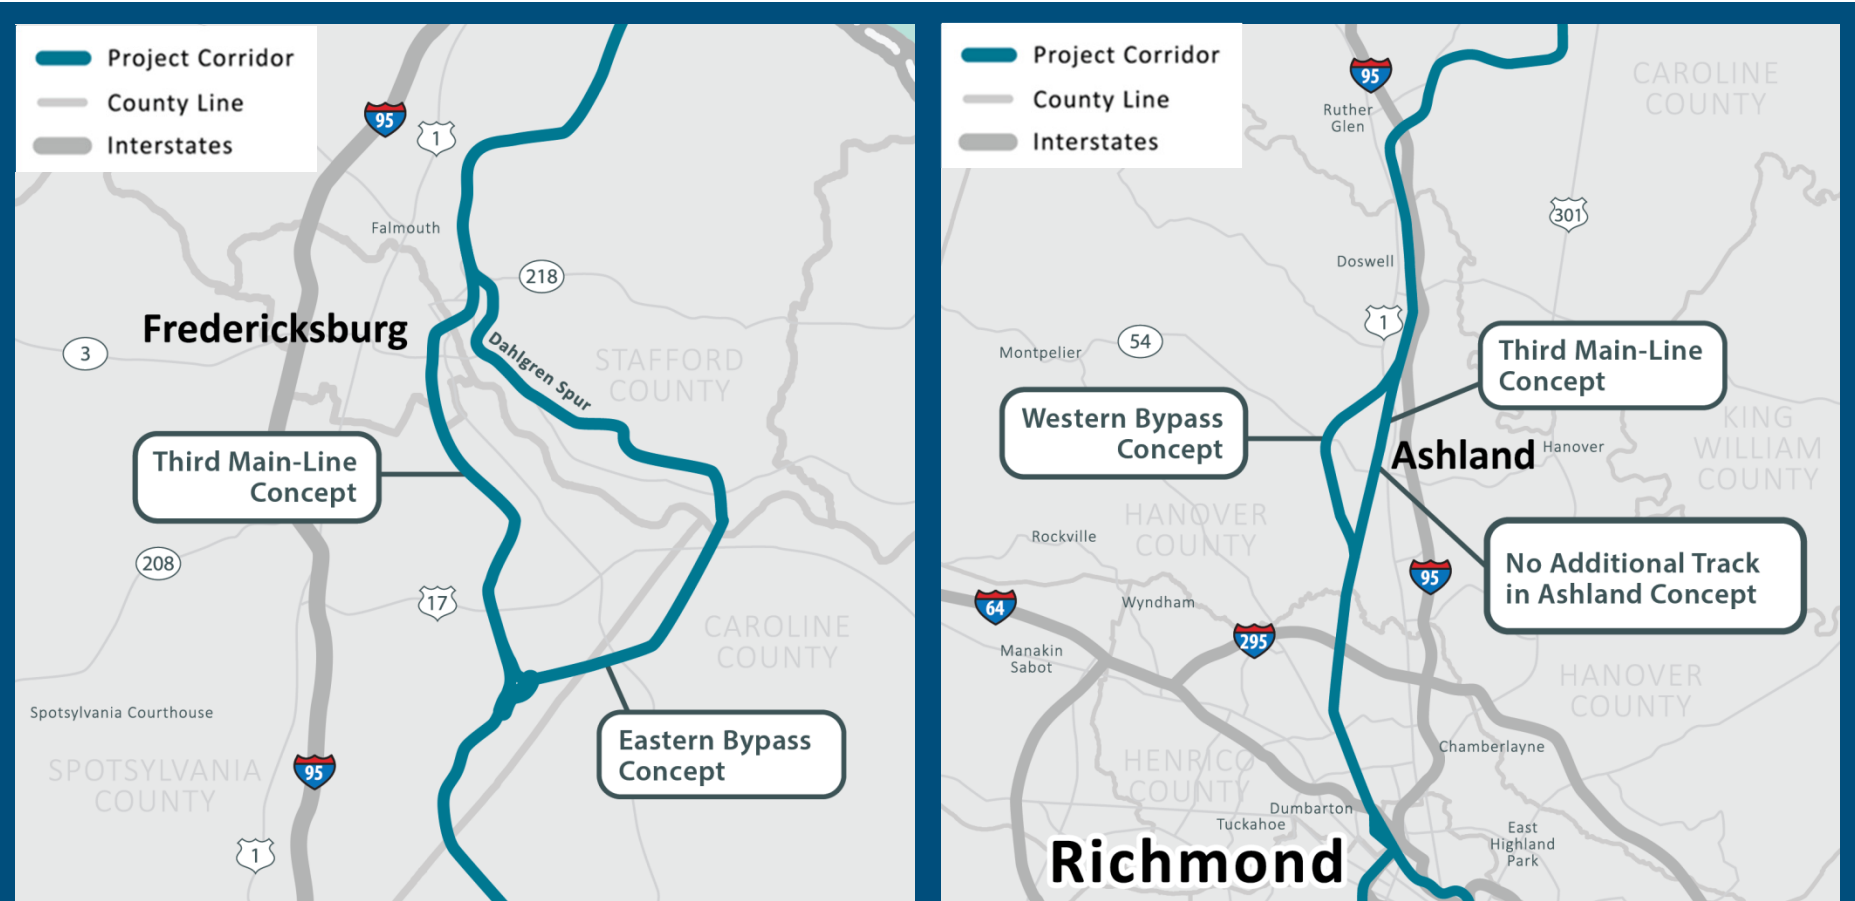 Project Corridor
County Line
Interstates
95
1
Falmouth
218
Fredericksburg
3
Dahlgren Spur
STAFFORD
COUNTY
Third Main-Line
Concept
208
17
CAROLINE
COUNTY
Spotsylvania Courthouse
Eastern Bypass
Concept
SPOTSYLVANIA
COUNTY
95
1
Project Corridor
County Line
Interstates
95
CAROLINE
COUNTY
Ruther
Glen
301
Doswell
1
54
Montpelier
Third Main-Line
Concept
Western Bypass
Concept
KING
WILLIAM
COUNTY
Ashland
Hanover
HANOVER
COUNTY
Rockville
No Additional Track
in Ashland Concept
95
64
Wyndham
295
Manakin
Sabot
HANOVER
COUNTY
Chamberlayne
HENRICO
COUNTY
Dumbarton
Tuckahoe
East
Highland
Park
Richmond